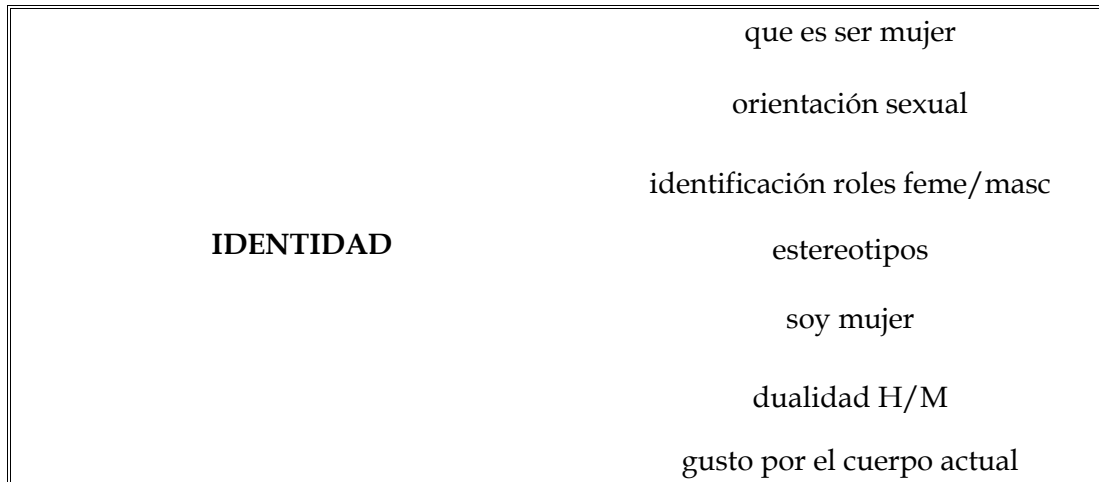 que es ser mujer
orientación sexual
identificación roles feme/masc
IDENTIDAD
estereotipos
soy mujer
dualidad H/M
gusto por el cuerpo actual